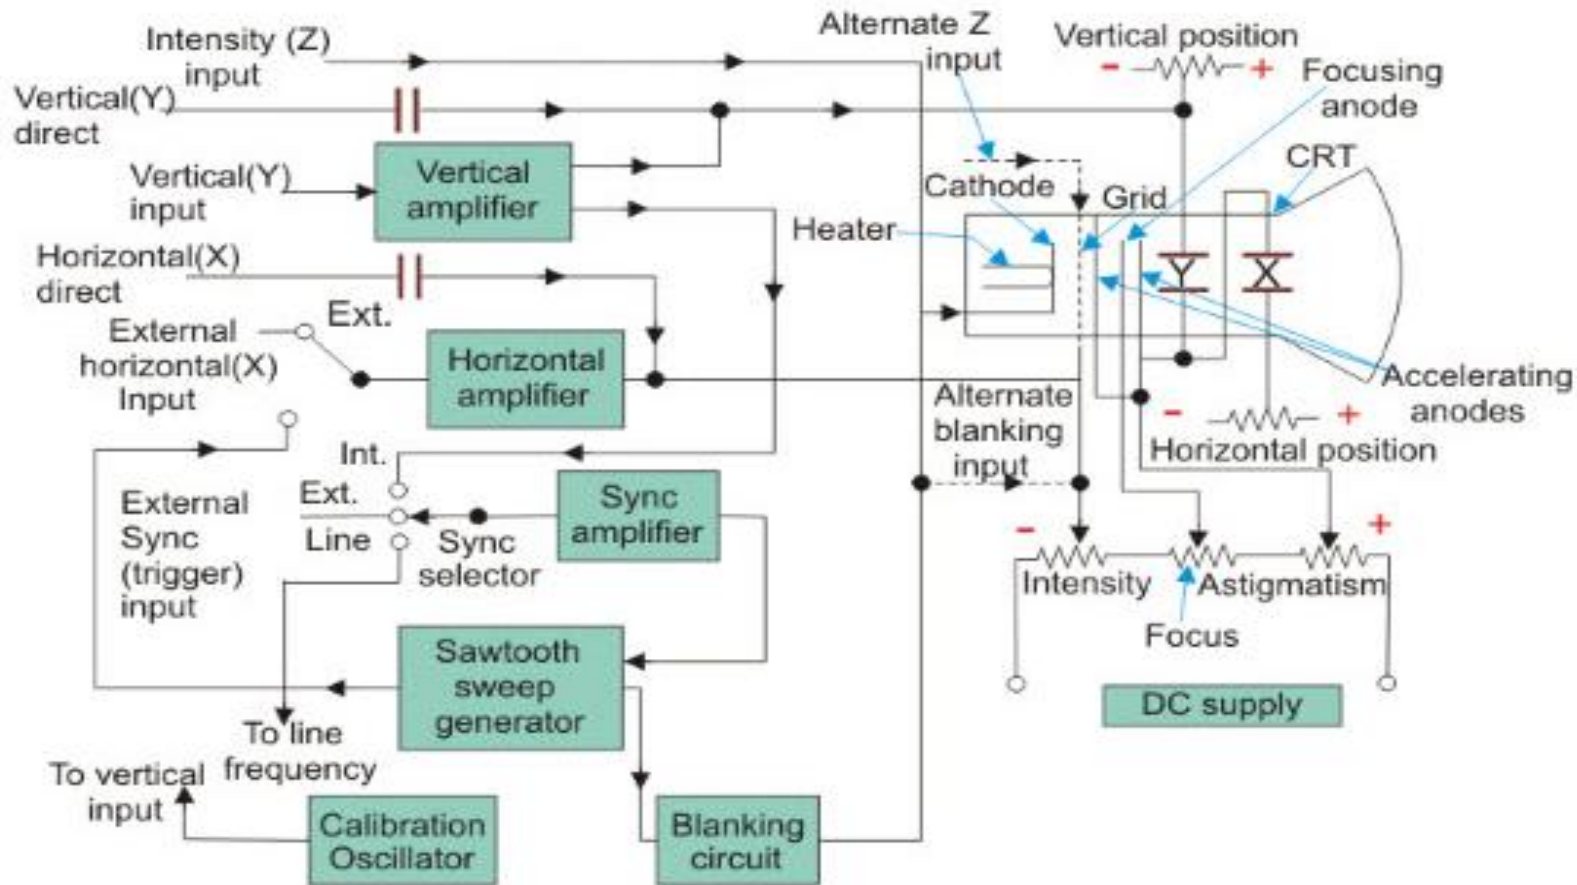 Intensity (Z)
input
Vertical(Y)
direct
Vertical(Y)
input
Vertical
amplifier
Horizontal(X)
direct
External
horizontal(X)
Input
Ext.
Horizontal
amplifier
Int.
Ext.
Line
External
Sync
(trigger)
input
Sync
selector
Sync
amplifier
Sawtooth
sweep
generator
To line
frequency
To vertical
input
Calibration
Oscillator
Blanking
circuit
Alternate Z
input
Vertical position
- +
Focusing
anode
CRT
Cathode
Grid
Heater
Y
X
Accelerating
anodes
Alternate
blanking
input
- +
Horizontal position
- +
Intensity
Astigmatism
Focus
DC supply